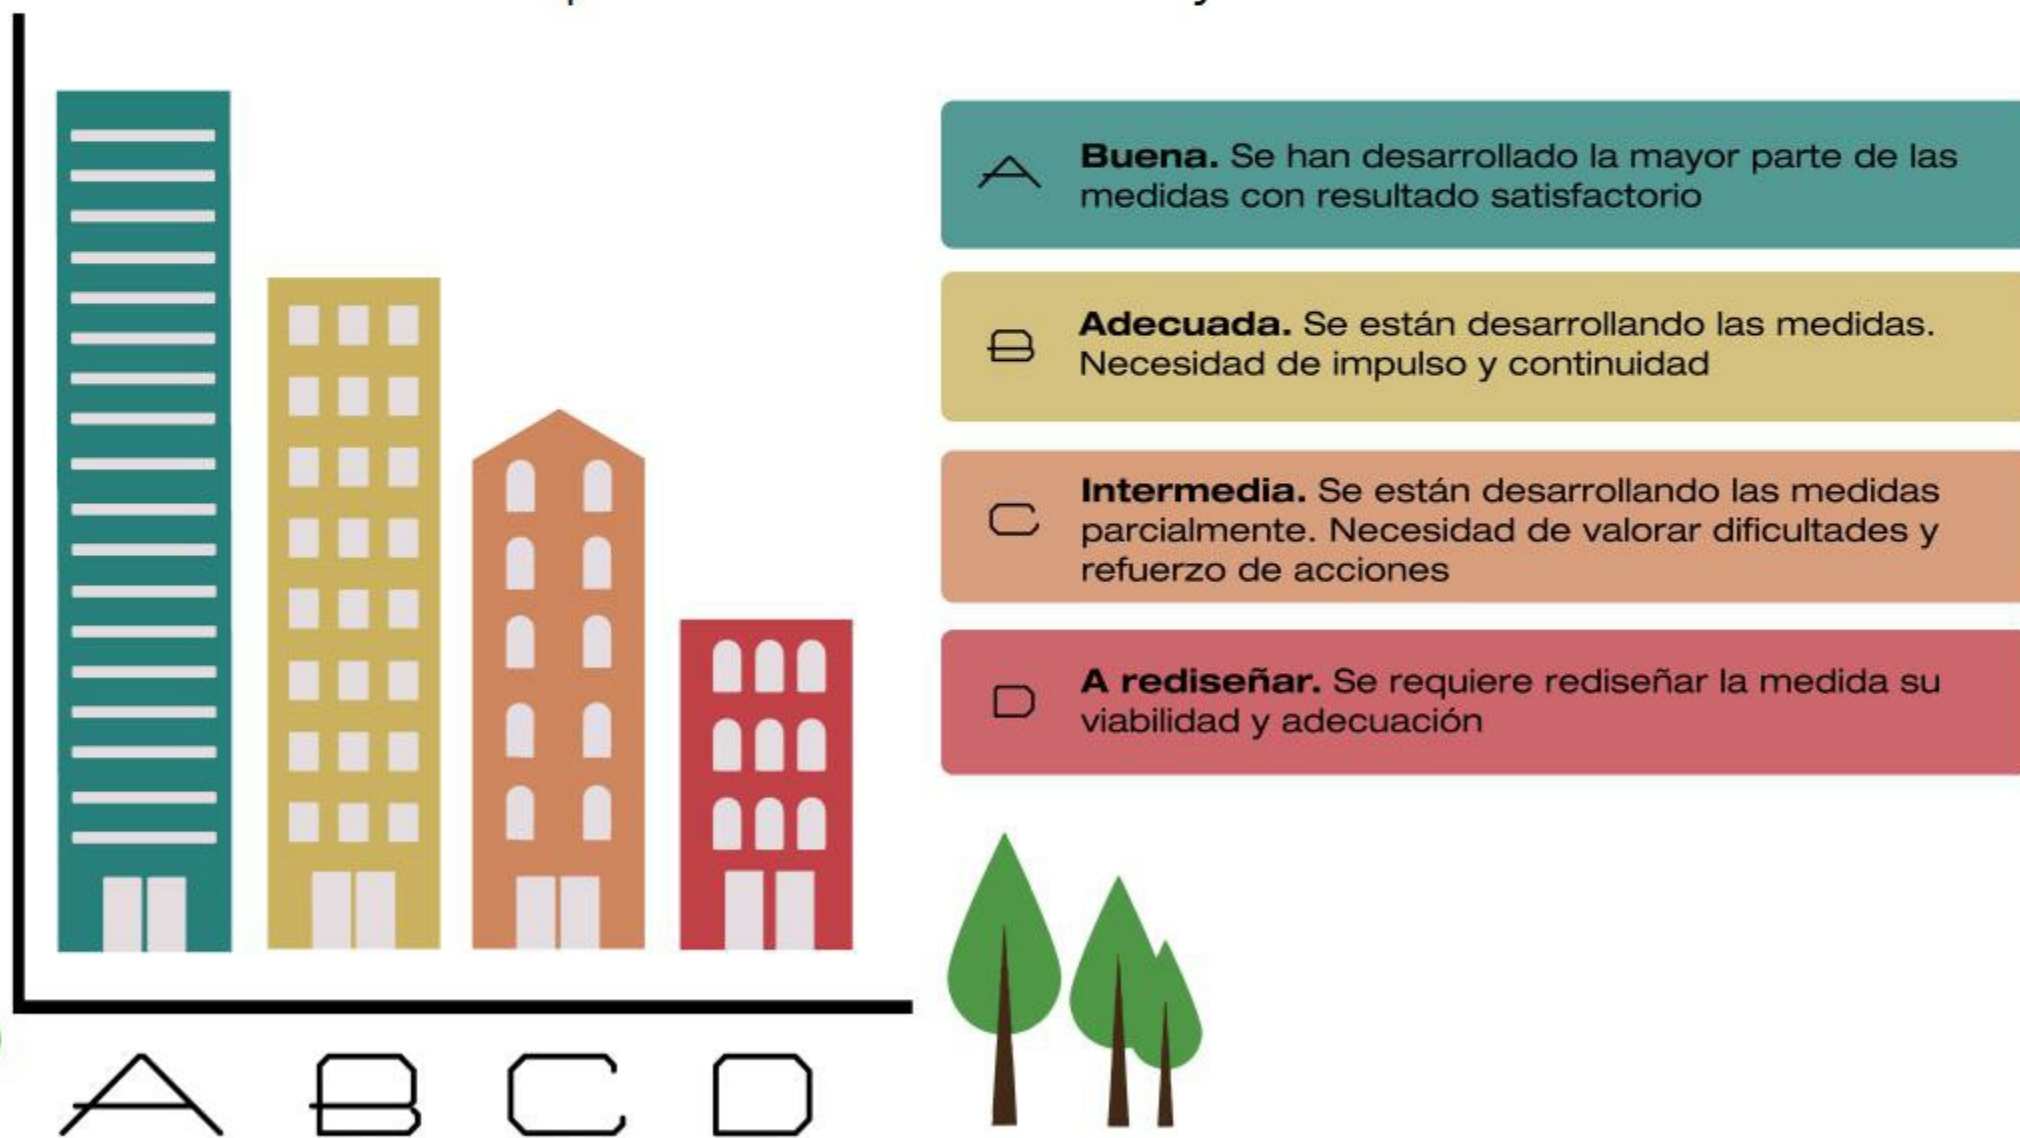 A
Buena. Se han desarrollado la mayor parte de las
medidas con resultado satisfactorio
B
Adecuada. Se están desarrollando las medidas.
Necesidad de impulso y continuidad
C
Intermedia. Se están desarrollando las medidas
parcialmente. Necesidad de valorar dificultades y
refuerzo de acciones
D
A rediseñar. Se requiere rediseñar la medida su
viabilidad y adecuación
A B C D